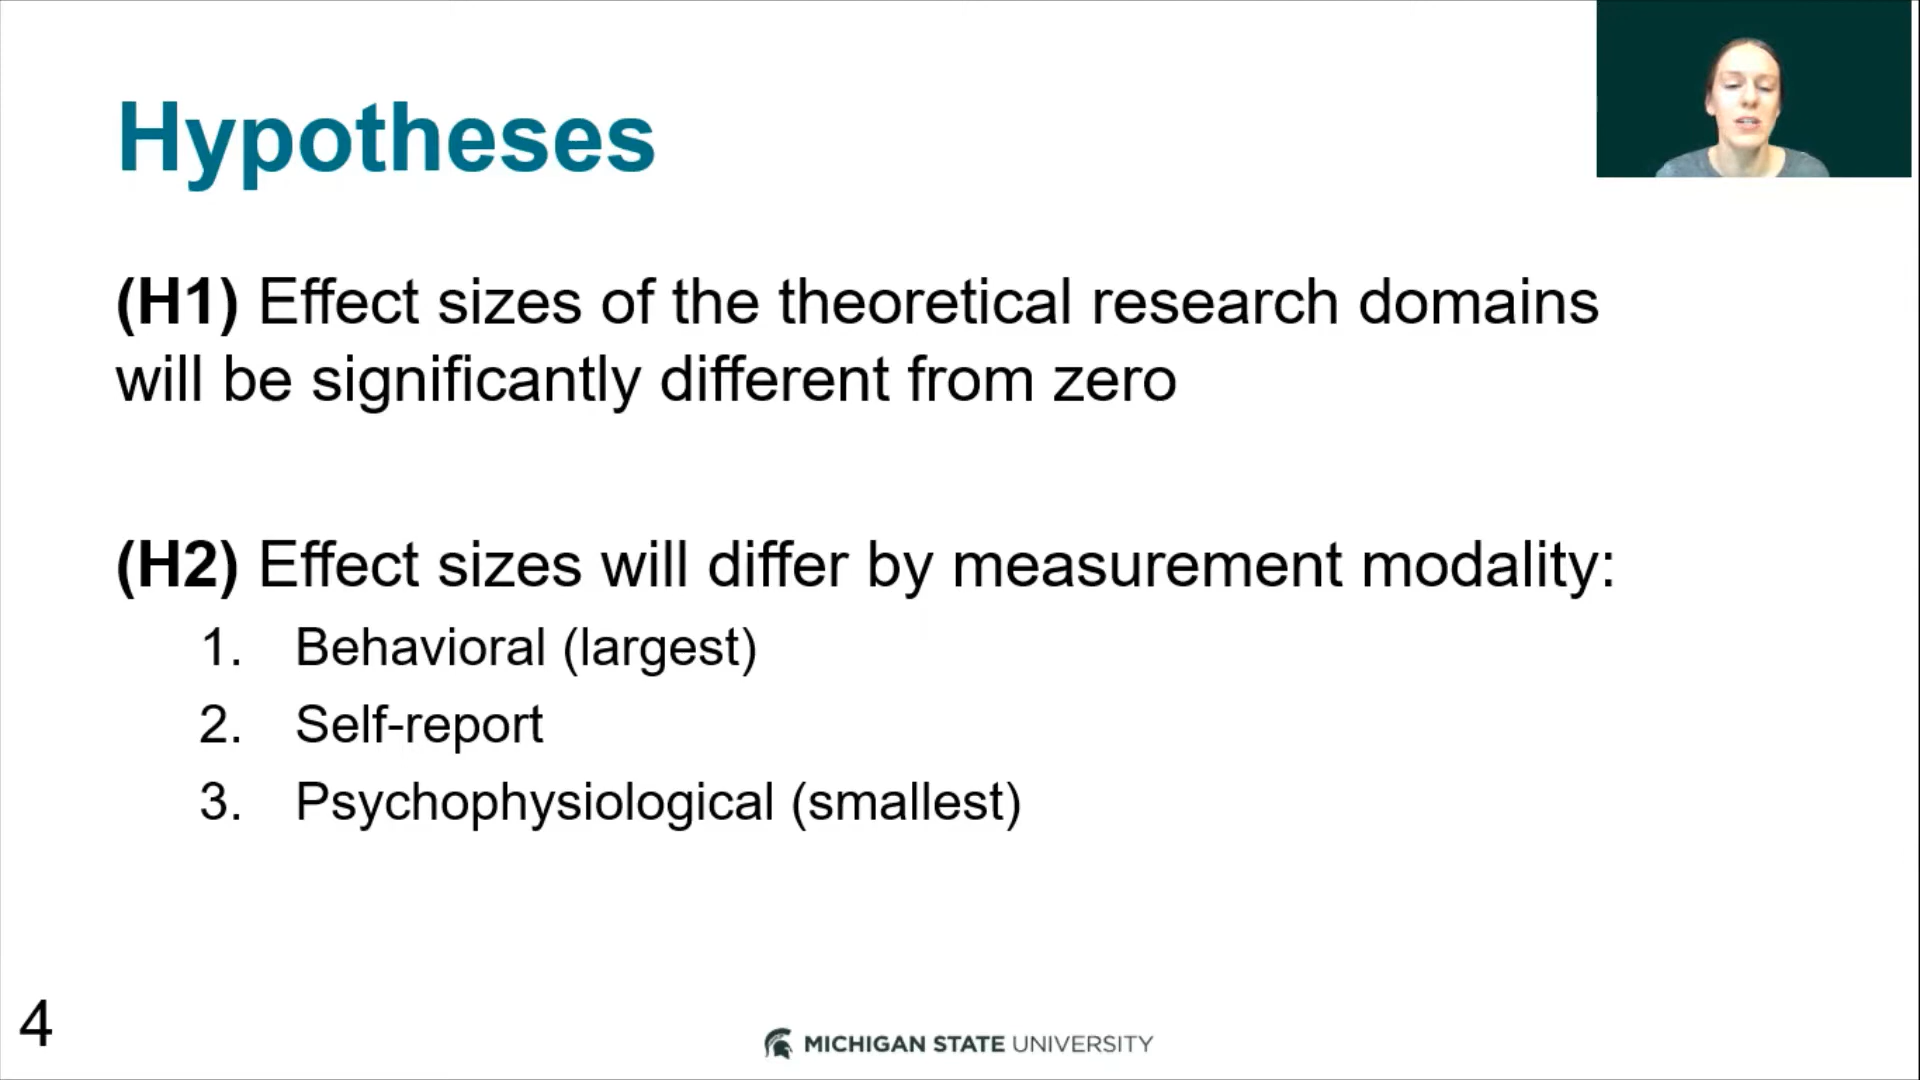 Hypotheses
(H1) Effect sizes of the theoretical research domains
will be significantly different from zero
(H2) Effect sizes will differ by measurement modality:
1. Behavioral (largest)
2. Self-report
3. Psychophysiological (smallest)
4
MICHIGAN STATE UNIVERSITY